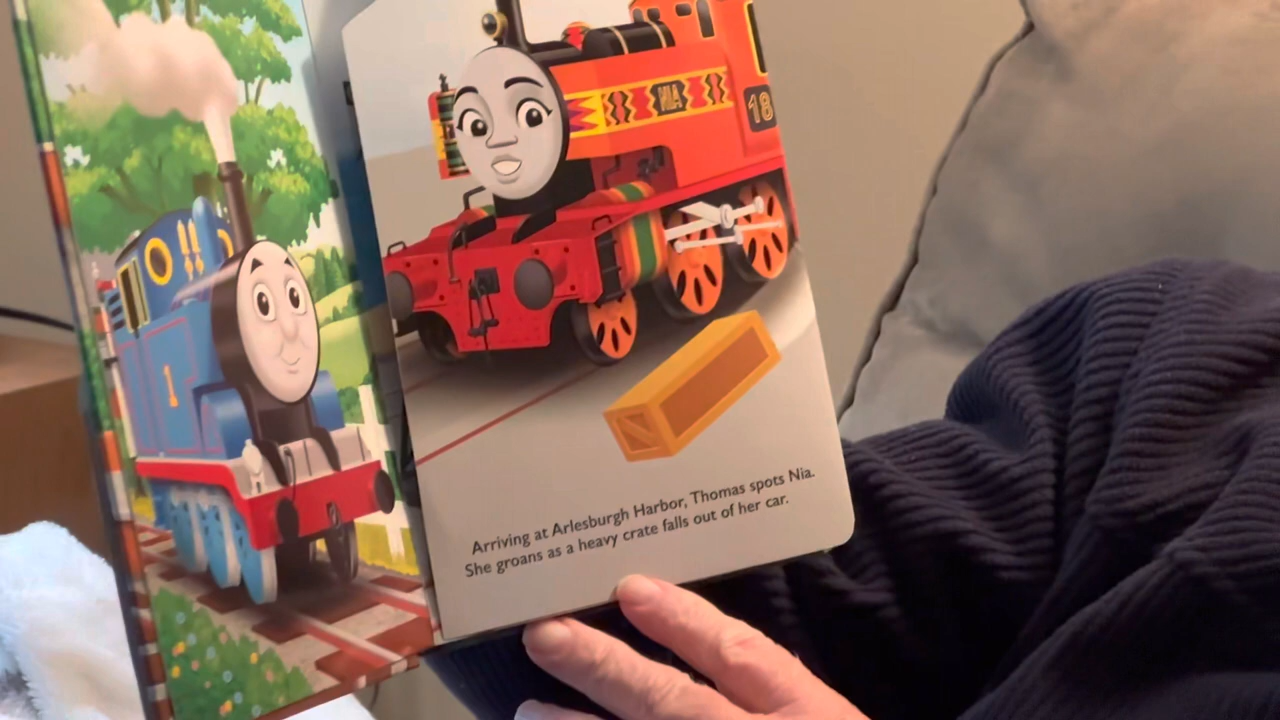 1
NIA
18
Arriving at Arlesburgh Harbor, Thomas spots Nia.
She groans as a heavy crate falls out of her car.